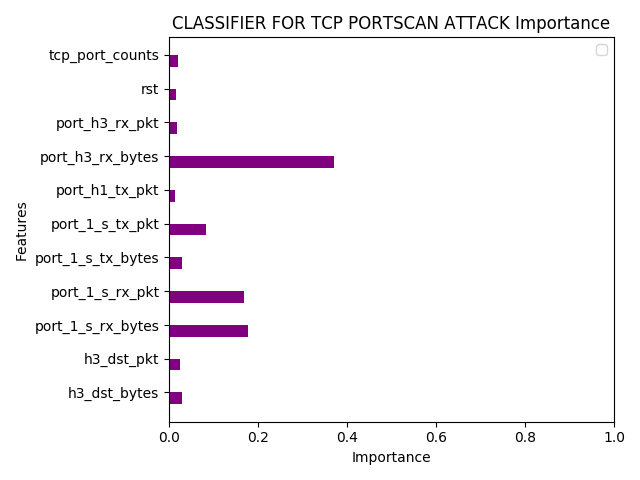 CLASSIFIER FOR TCP PORTSCAN ATTACK Importance
tcp_port_counts
rst
port_h3_rx_pkt
port_h3_rx_bytes
port_h1_tx_pkt
port_1_s_tx_pkt
port_1_s_tx_bytes
port_1_s_rx_pkt
port_1_s_rx_bytes
h3_dst_pkt
h3_dst_bytes
Features
0.0 0.2 0.4 0.6 0.8 1.0
Importance